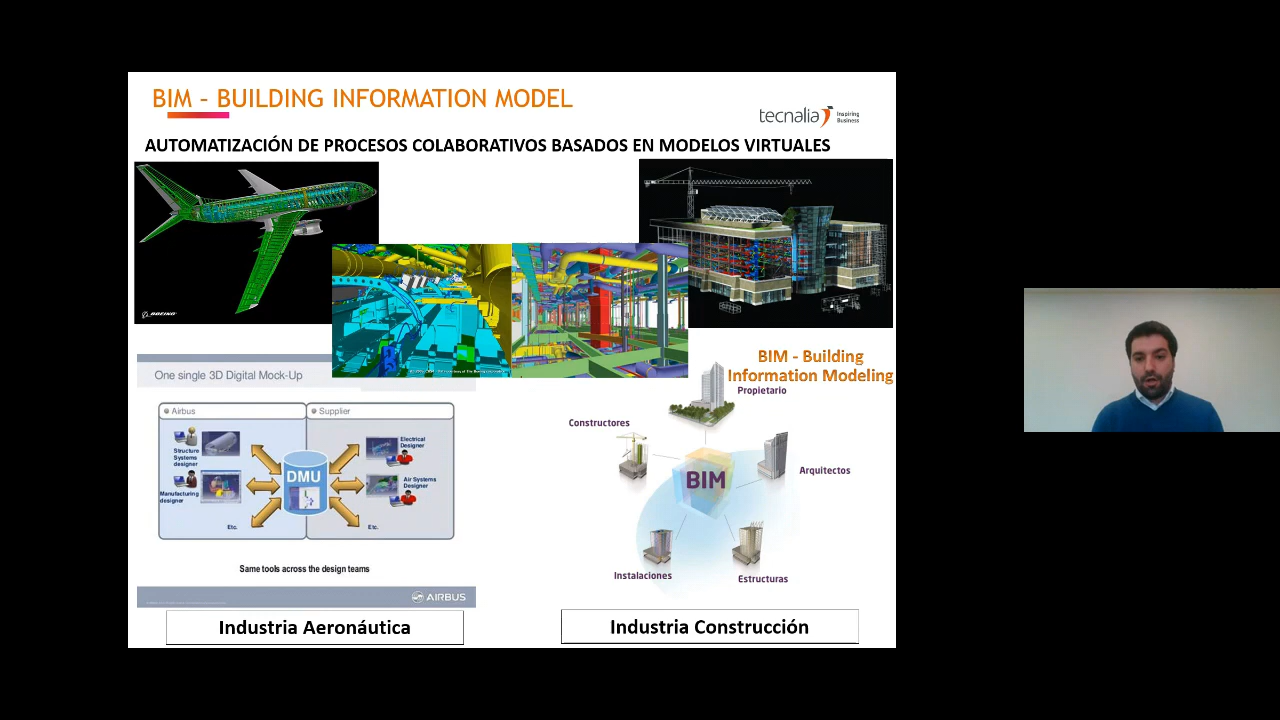 BIM – BUILDING INFORMATION MODEL
tecnalia Inspiring Business
AUTOMATIZACIÓN DE PROCESOS COLABORATIVOS BASADOS EN MODELOS VIRTUALES
BOEING
One single 3D Digital Mock-Up
Airbus
Supplier
Structure Systems designer
Manufacturing designer
Etc.
DMU
Electrical Designer
Air Systems Designer
Etc.
Same tools across the design teams
AIRBUS
Industria Aeronáutica
BIM - Building
Information Modeling
Propietario
Constructores
BIM
Arquitectos
Instalaciones
Estructuras
Industria Construcción